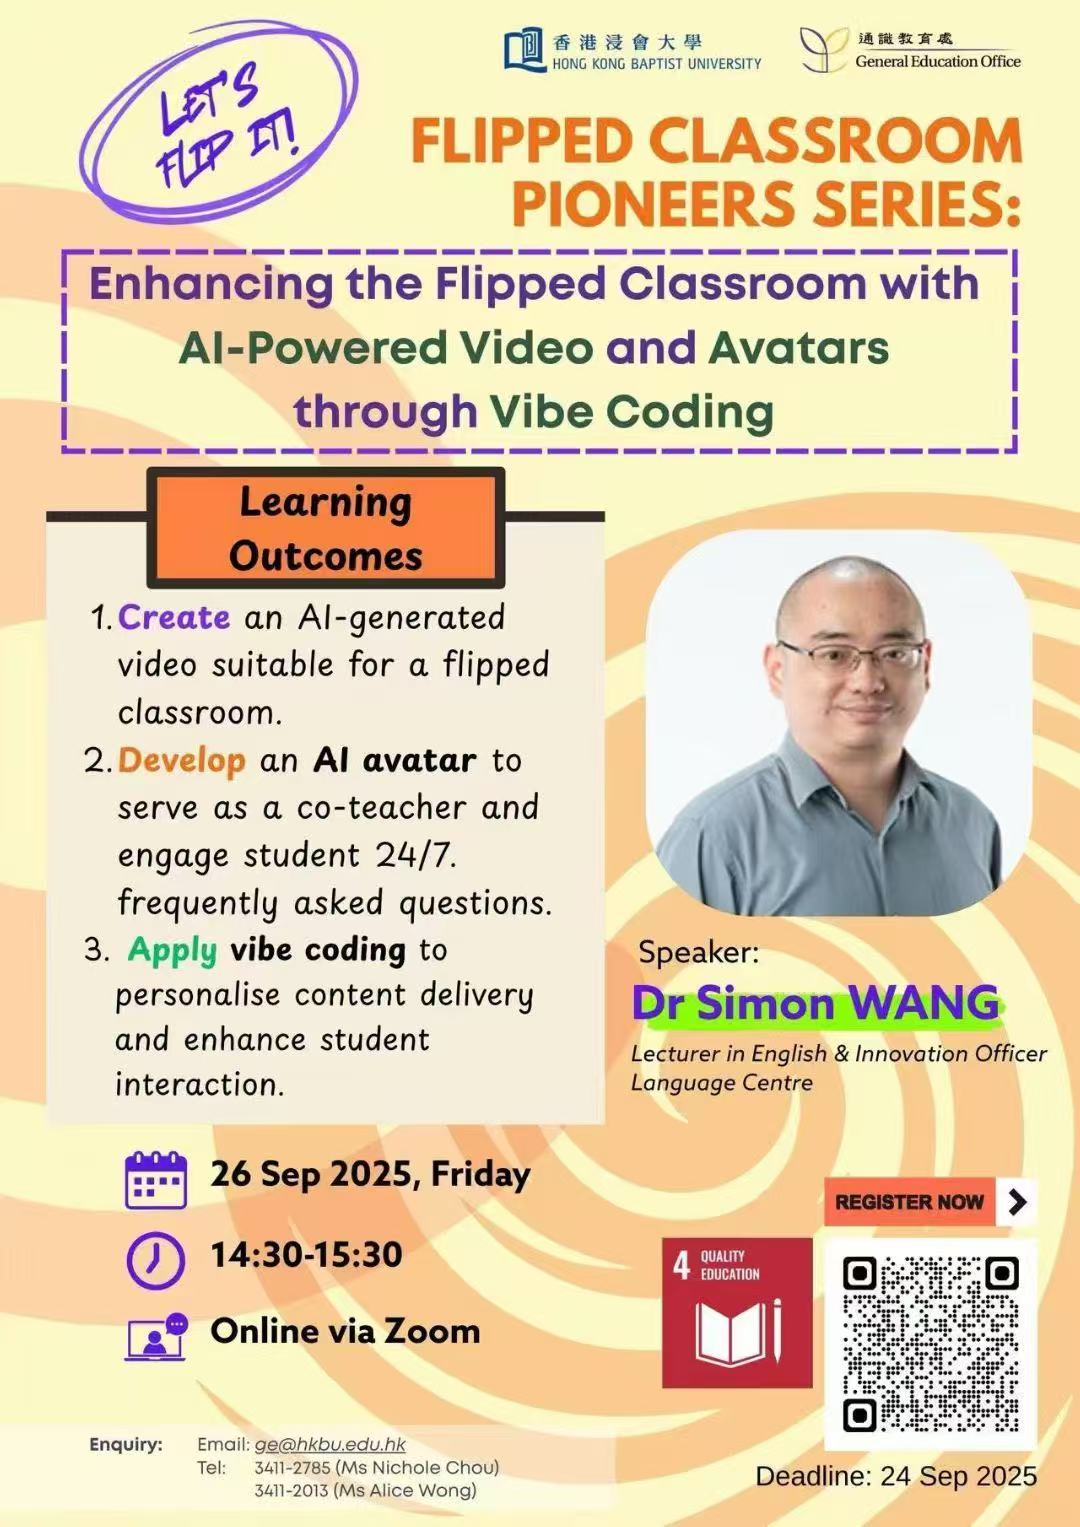 LET'S
FLIP IT!
香港浸會大學
HONG KONG BAPTIST UNIVERSITY
通識教育處
General Education Office
FLIPPED CLASSROOM
PIONEERS SERIES:
Enhancing the Flipped Classroom with
AI-Powered Video and Avatars
through Vibe Coding
Learning
Outcomes
1. Create an AI-generated
video suitable for a flipped
classroom.
2. Develop an AI avatar to
serve as a co-teacher and
engage student 24/7.
frequently asked questions.
3. Apply vibe coding to
personalise content delivery
and enhance student
interaction.
Speaker:
Dr Simon WANG
Lecturer in English & Innovation Officer
Language Centre
26 Sep 2025, Friday
14:30-15:30
Online via Zoom
REGISTER NOW
4 QUALITY
EDUCATION
Enquiry: Email: ge@hkbu.edu.hk
Tel: 3411-2785 (Ms Nichole Chou)
3411-2013 (Ms Alice Wong)
Deadline: 24 Sep 2025